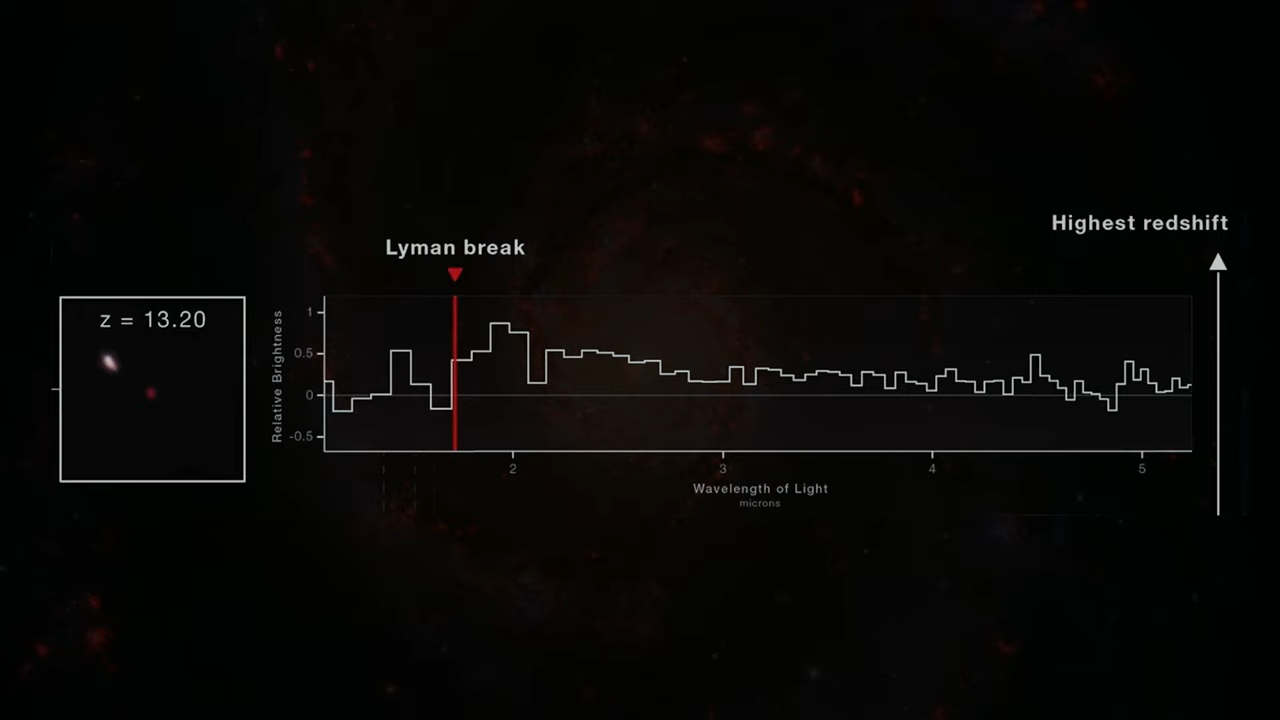 Highest redshift
Lyman break
z = 13.20
Relative Brightness
1
0.5
0
-0.5
2
3
4
5
Wavelength of Light
microns